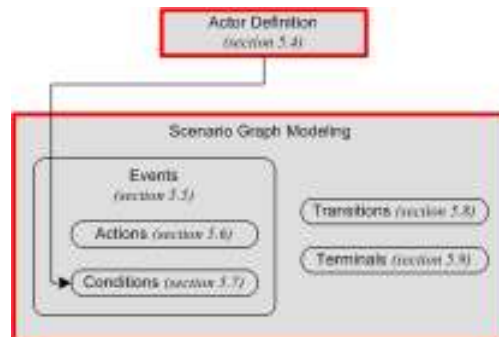 Actor Definition
(section 5.4)
Scenario Graph Modeling
Events
(section 5.5)
Actions (section 5.6)
Conditions (section 5.7)
Transitions (section 5.8)
Terminals (section 5.9)